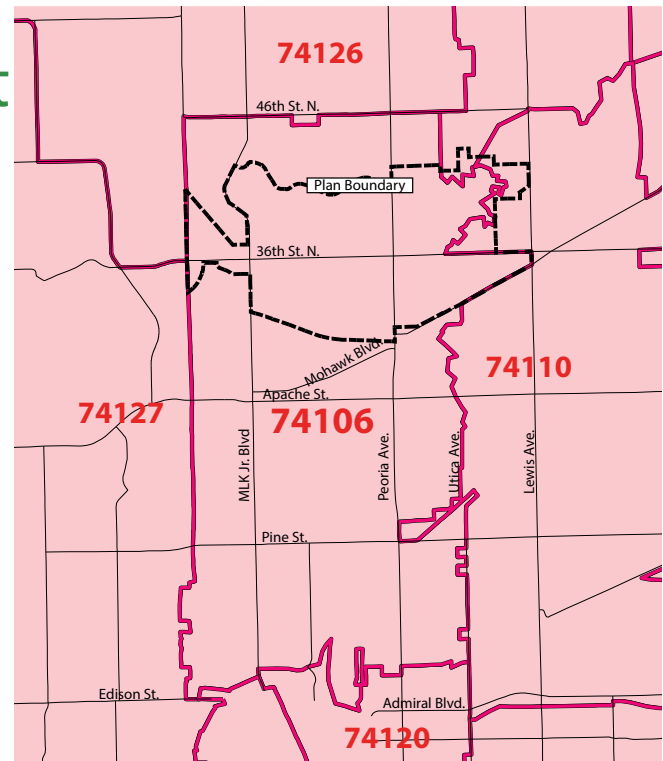 74126
t
46th St. N.
Plan Boundary
36th St. N.
Mohawk Blvd.
74110
Apache St.
74127
74106
MLK Jr. Blvd
Peoria Ave.
Utica Ave.
Lewis Ave.
Pine St.
Edison St.
Admiral Blvd.
74120